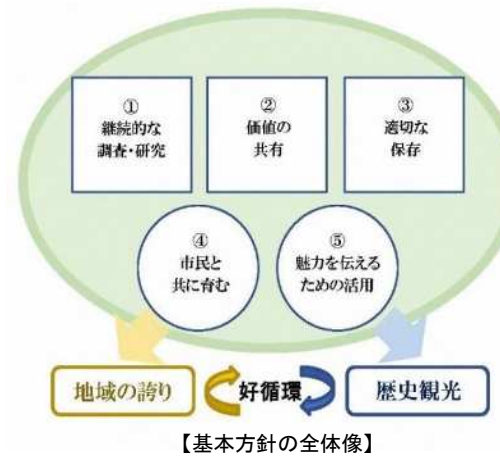 ①
継続的な
調査・研究
②
価値の
共有
③
適切な
保存
④
市民と
共に育む
⑤
魅力を伝える
ための活用
地域の誇り
好循環
歴史観光
【基本方針の全体像】